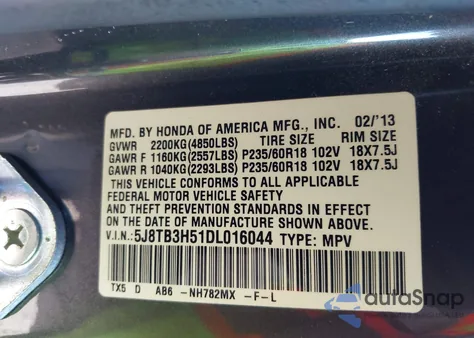 MFD. BY HONDA OF AMERICA MFG., INC. 02/'13
GVWR 2200KG(4850LBS) TIRE SIZE RIM SIZE
GAWR F 1160KG(2557LBS) P235/60R18 102V 18X7.5J
GAWR R 1040KG(2293LBS) P235/60R18 102V 18X7.5J
THIS VEHICLE CONFORMS TO ALL APPLICABLE
FEDERAL MOTOR VEHICLE SAFETY
AND THEFT PREVENTION STANDARDS IN EFFECT
ON THE DATE OF MANUFACTURE SHOWN ABOVE.
V.I.N.: 5J8TB3H51DL016044 TYPE: MPV
TX5 D AB6 -NH782MX -F-L
autoSnap